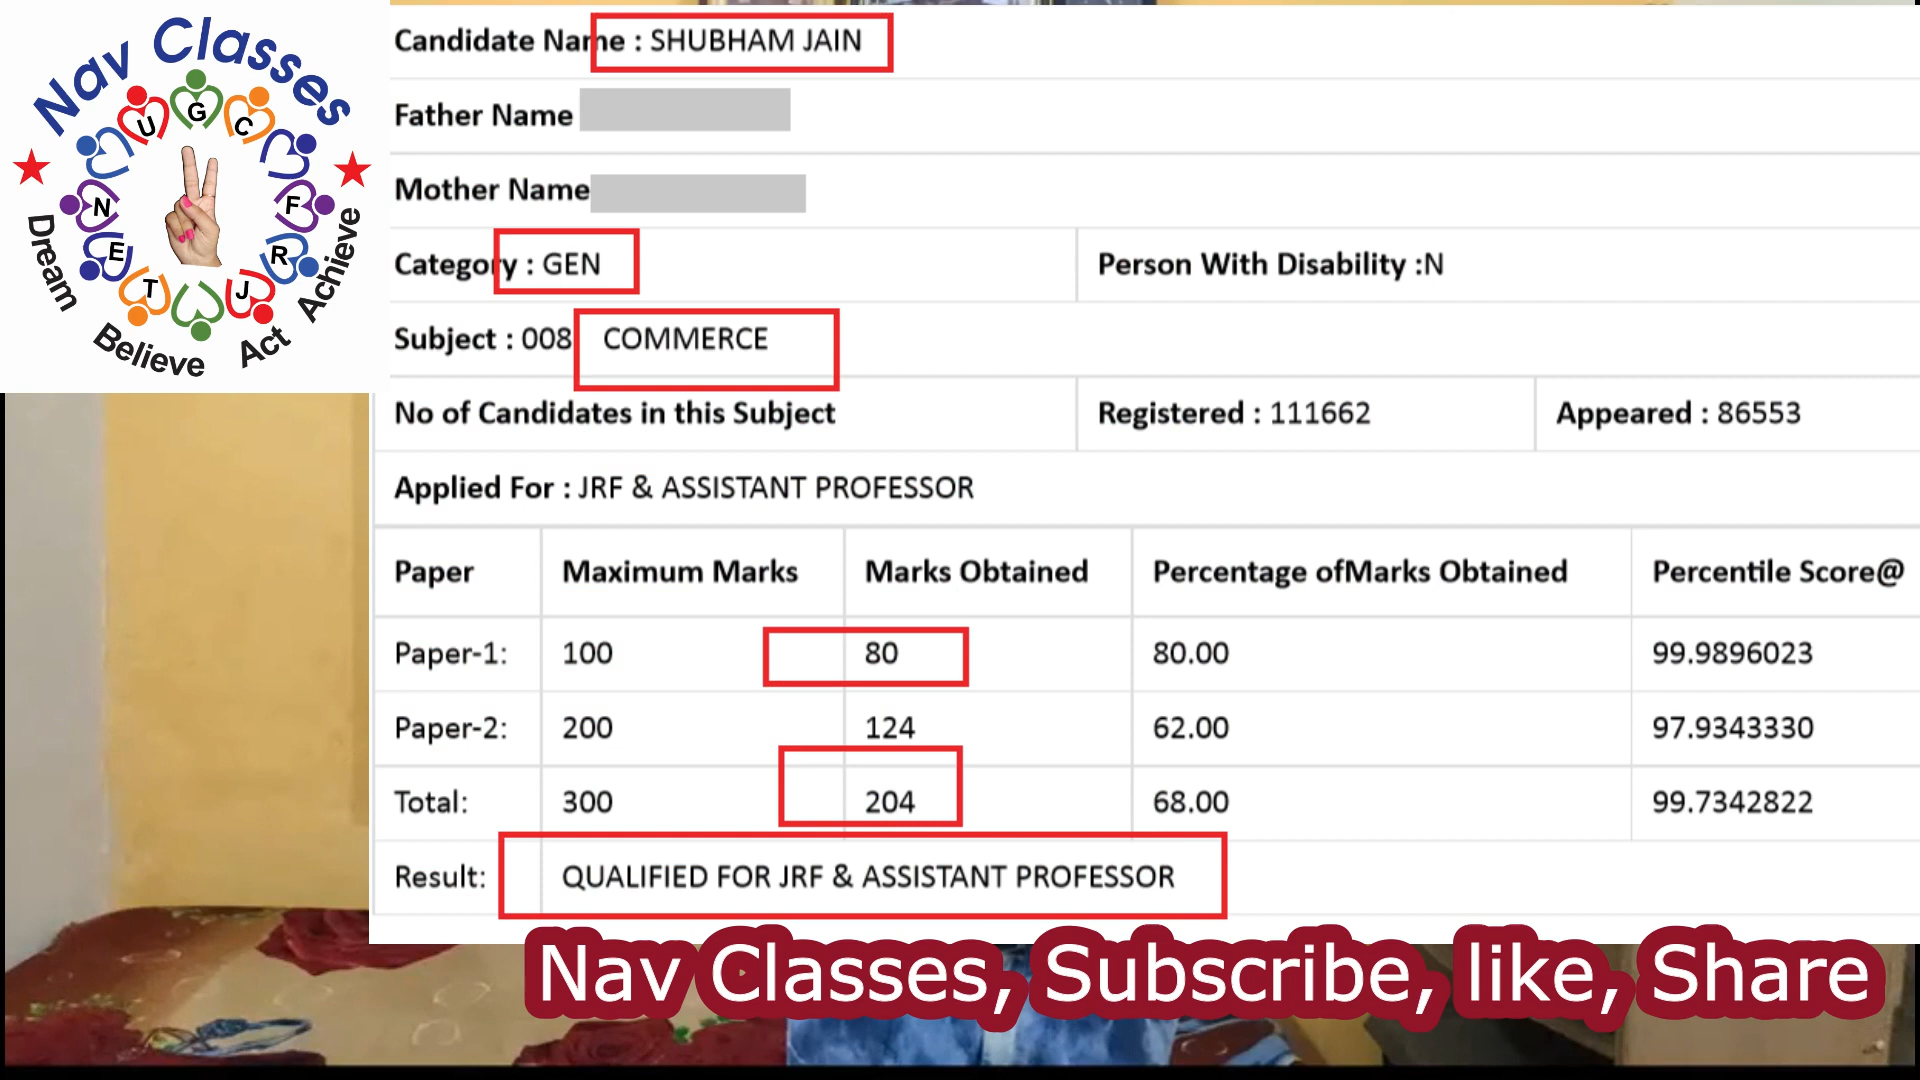 Nav Classes
U G C
N E T J R F
Dream Believe Act Achieve
Candidate Name : SHUBHAM JAIN
Father Name
Mother Name
Category : GEN Person With Disability :N
Subject : 008 COMMERCE
No of Candidates in this Subject Registered : 111662 Appeared : 86553
Applied For : JRF & ASSISTANT PROFESSOR
Paper Maximum Marks Marks Obtained Percentage ofMarks Obtained Percentile Score@
Paper-1: 100 80 80.00 99.9896023
Paper-2: 200 124 62.00 97.9343330
Total: 300 204 68.00 99.7342822
Result: QUALIFIED FOR JRF & ASSISTANT PROFESSOR
Nav Classes, Subscribe, like, Share